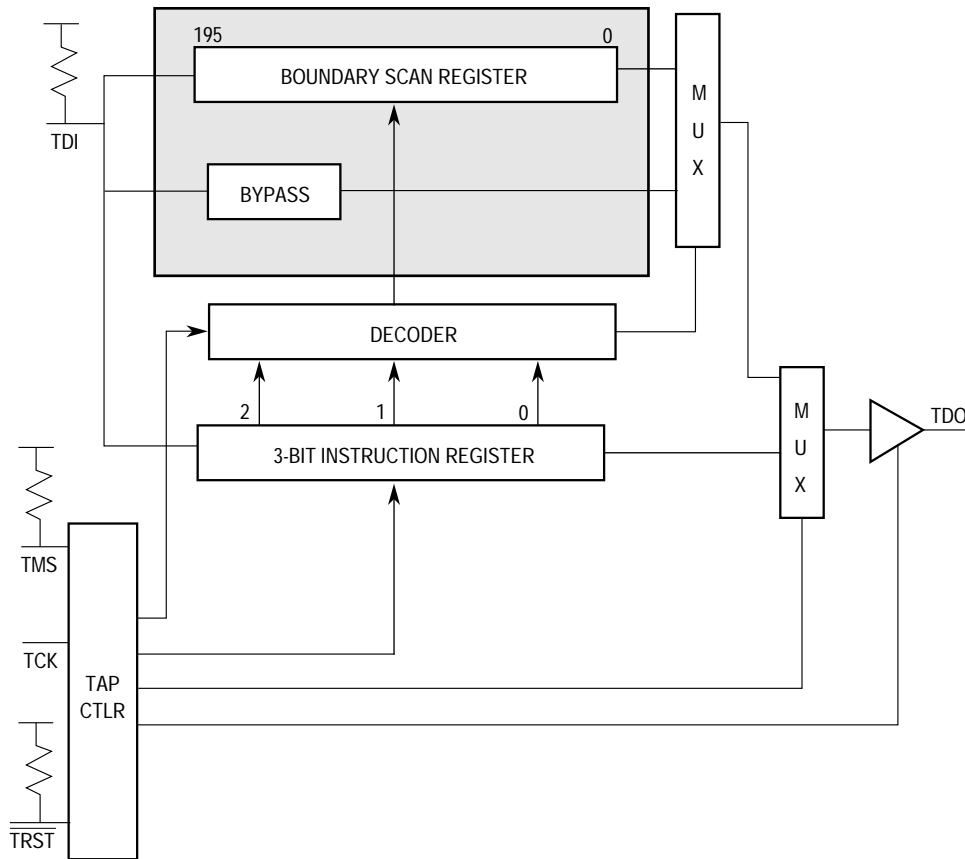 195
0
BOUNDARY SCAN REGISTER
M
U
X
TDI
BYPASS
DECODER
2
1
0
M
U
X
TDO
3-BIT INSTRUCTION REGISTER
TMS
TCK
TAP
CTLR
TRST